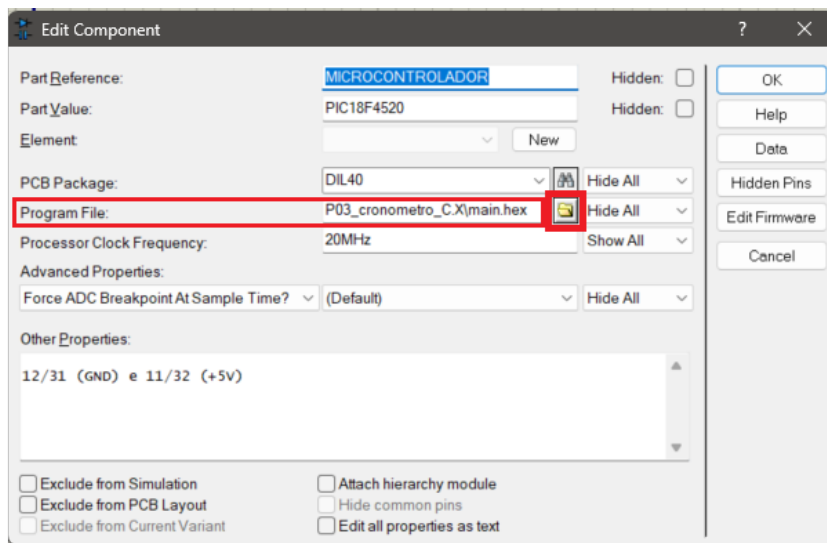 Edit Component ? X
Part Reference: MICROCONTROLADOR Hidden:
Part Value: PIC18F4520 Hidden:
Element: New
PCB Package: DIL40 Hide All
Program File: P03_cronometro_C.X\main.hex Hide All
Processor Clock Frequency: 20MHz Show All
Advanced Properties:
Force ADC Breakpoint At Sample Time? (Default) Hide All
Other Properties:
12/31 (GND) e 11/32 (+5V)
Exclude from Simulation Attach hierarchy module
Exclude from PCB Layout Hide common pins
Exclude from Current Variant Edit all properties as text
OK
Help
Data
Hidden Pins
Edit Firmware
Cancel